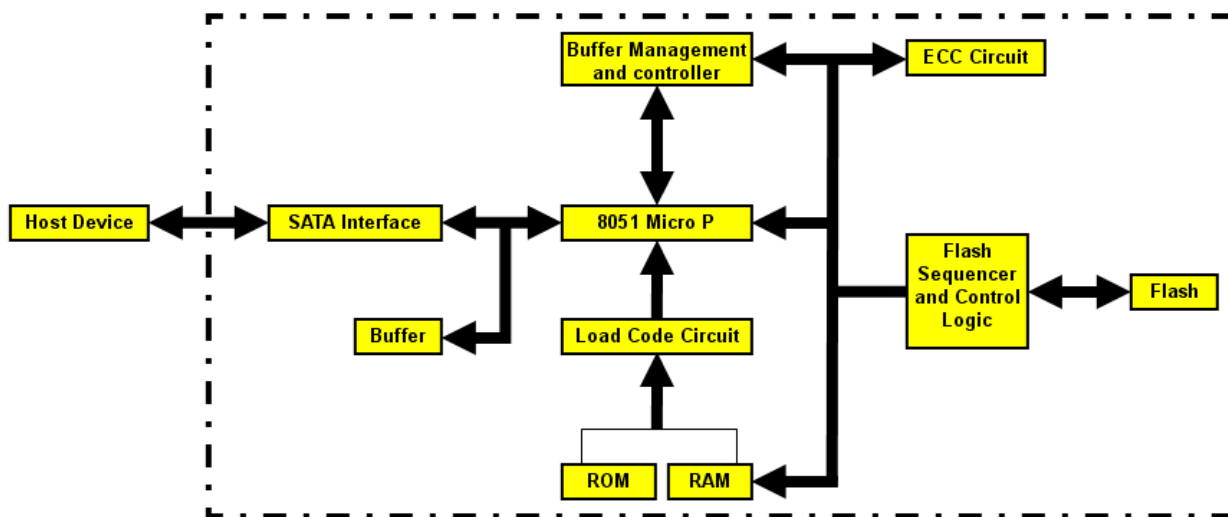 Buffer Management
and controller
ECC Circuit
Host Device
SATA Interface
8051 Micro P
Flash
Sequencer
and Control
Logic
Flash
Buffer
Load Code Circuit
ROM
RAM